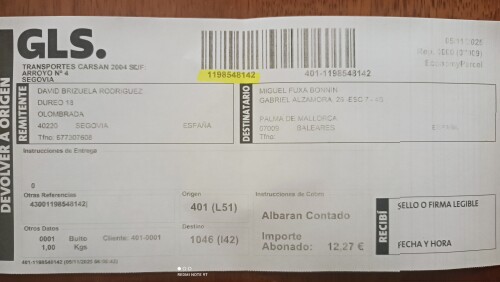 DEVOLVER A ORIGEN
GLS.
TRANSPORTES CARSAN 2004 SL
ARROYO Nº 4
SEGOVIA
1198548142
401-1198548142
EconomyParcel
REMITENTE
DAVID BRIZUELA RODRIGUEZ
DUREO 13
OLOMBRADA
40220 SEGOVIA ESPAÑA
Tfno: 677307608
DESTINATARIO
MIGUEL FUXA BONNIN
GABRIEL ALZAMORA
PALMA DE MALLORCA
07009 BALEARES ESPAÑA
Tfno:
Instrucciones de Entrega
0
Otras Referencias
43001198548142)
Origen
401 (L51)
Instrucciones de Cobro
Albaran Contado
Otros Datos
0001 Bulto Cliente: 401-0001
1,00 Kgs
Destino
1046 (I42)
Importe
Abonado: 12,27 €
RECIBÍ
SELLO O FIRMA LEGIBLE
FECHA Y HORA